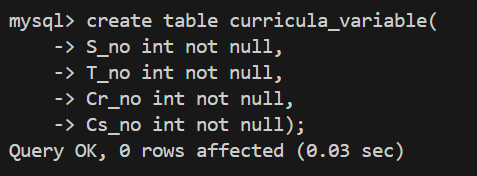 mysql> create table curricula_variable(
    -> S_no int not null,
    -> T_no int not null,
    -> Cr_no int not null,
    -> Cs_no int not null);
Query OK, 0 rows affected (0.03 sec)